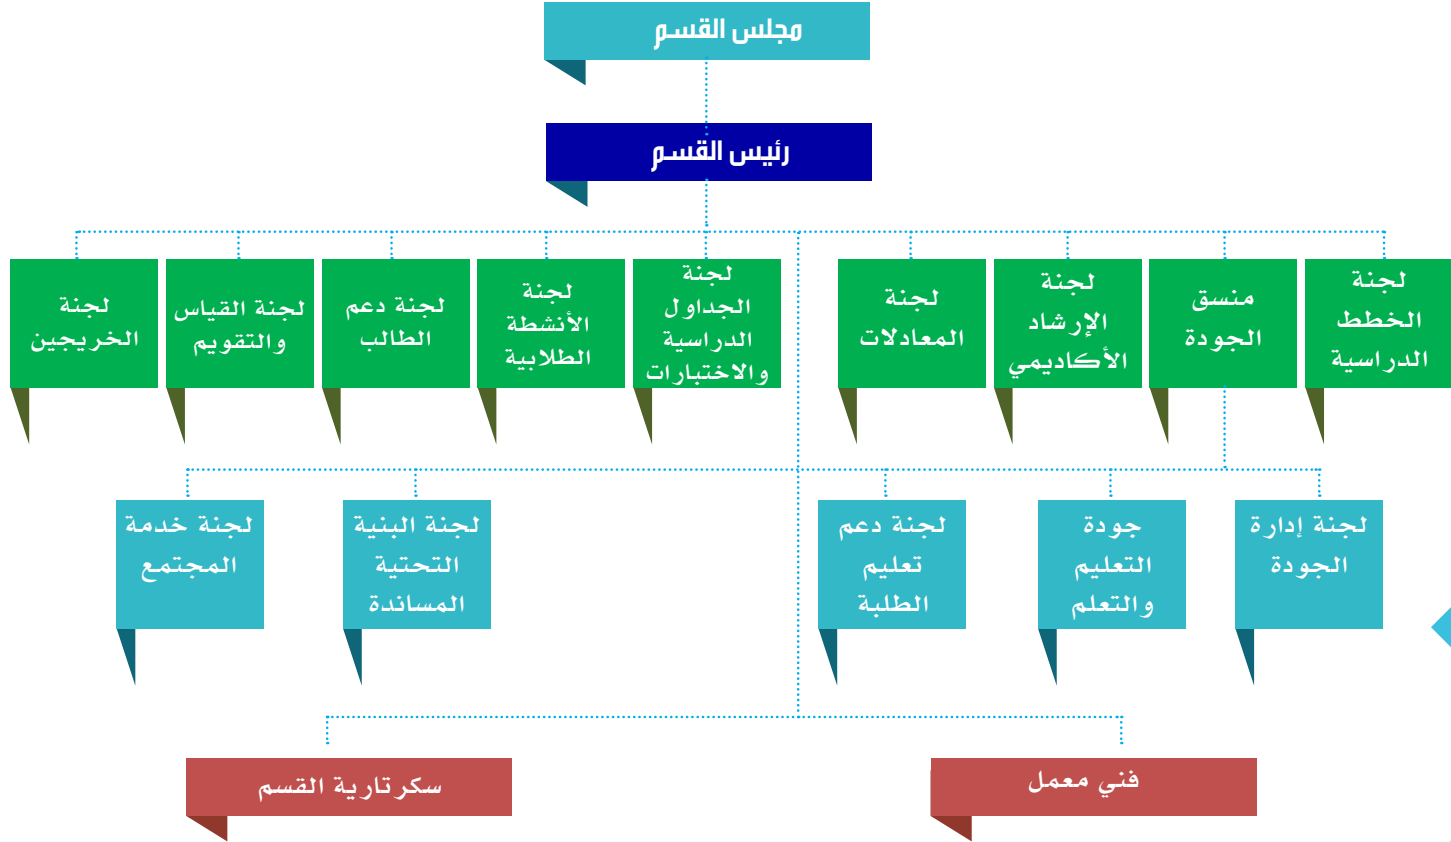 مجلس القسم
رئيس القسم
لجنة
الخطط
الدراسية
منسق
الجودة
لجنة
الإرشاد
الأكاديمي
لجنة
المعادلات
لجنة
الجداول
الدراسية
والاختبارات
لجنة
الأنشطة
الطلابية
لجنة دعم
الطالب
لجنة القياس
والتقويم
لجنة
الخريجين
لجنة إدارة
الجودة
جودة
التعليم
والتعلم
لجنة دعم
تعليم
الطلبة
لجنة البنية
التحتية
المساندة
لجنة خدمة
المجتمع
فني معمل
سكرتارية القسم